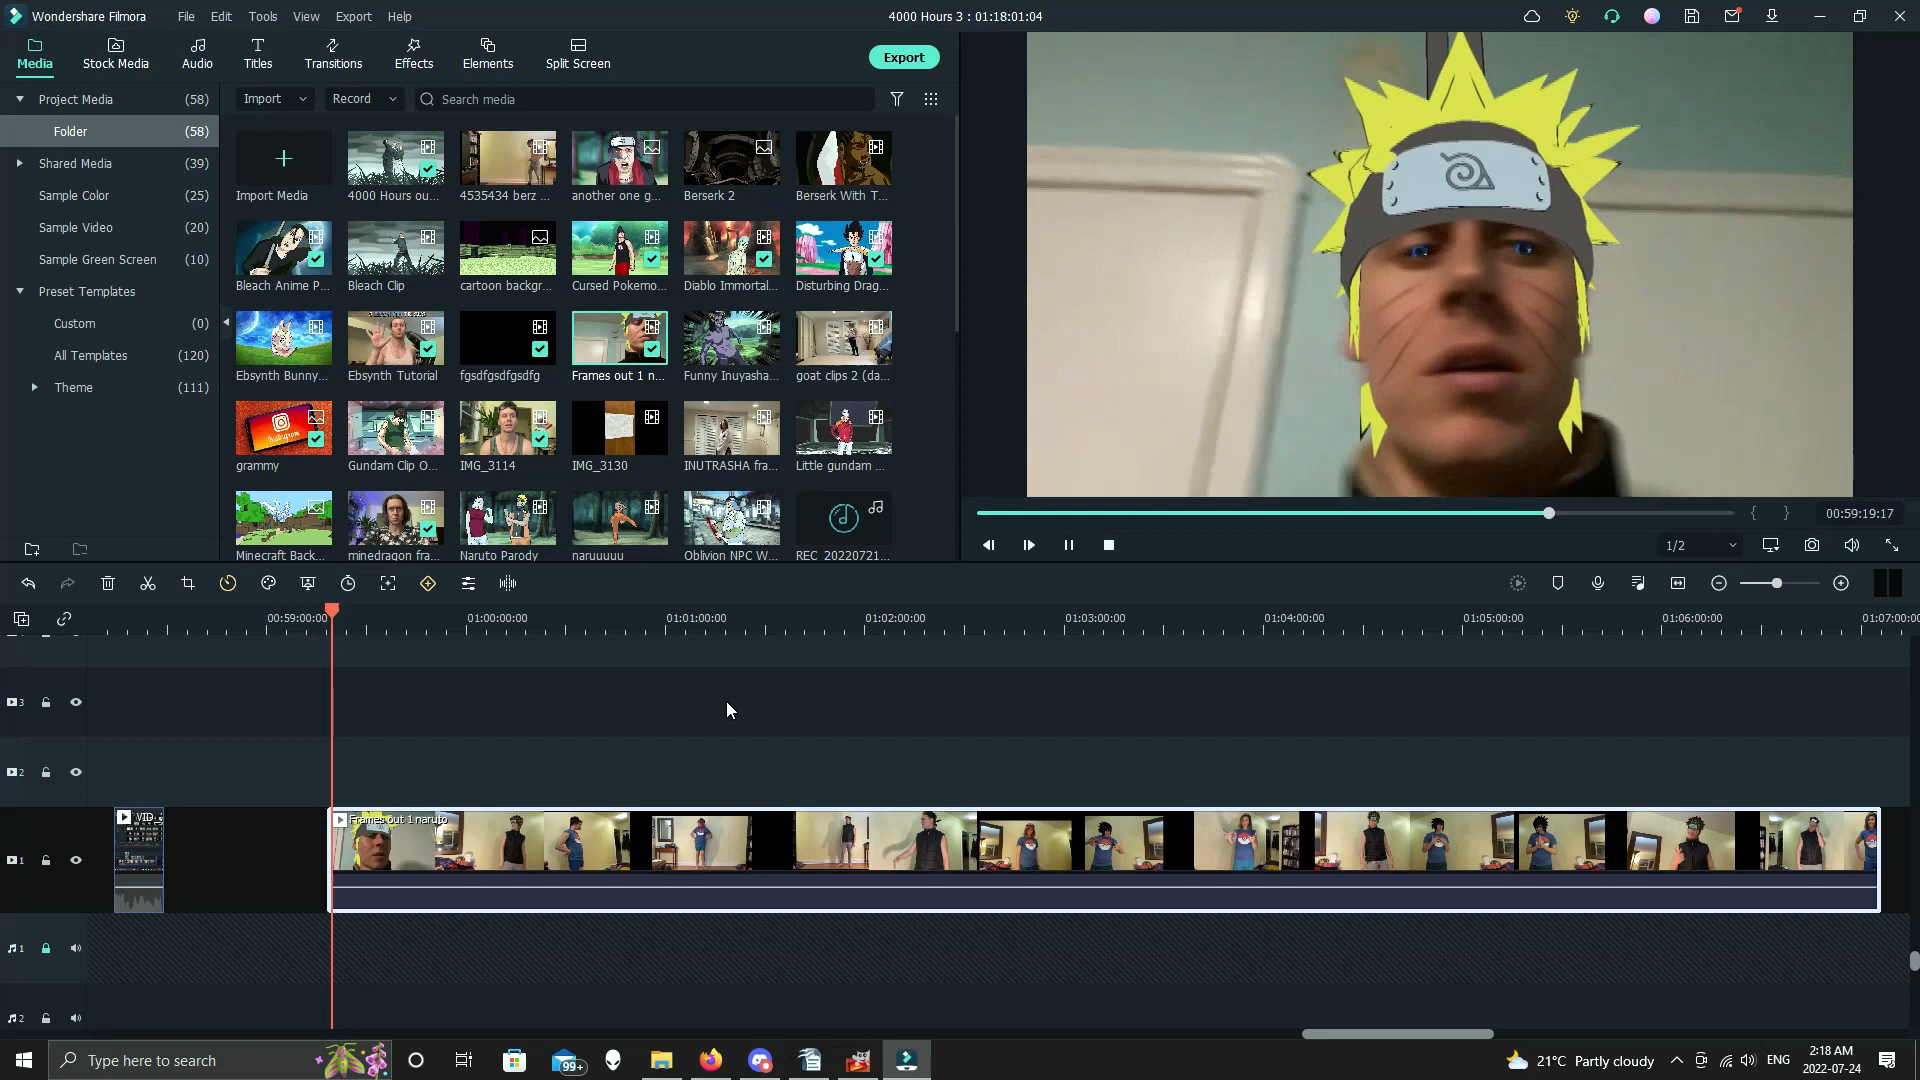 Wondershare Filmora File Edit Tools View Export Help 4000 Hours 3 : 01:18:01:04
Media Stock Media Audio Titles Transitions Effects Elements Split Screen Export
Project Media (58)
Folder (58)
Shared Media (39)
Sample Color (25)
Sample Video (20)
Sample Green Screen (10)
Preset Templates
Custom (0)
All Templates (120)
Theme (111)
Import Record Search media
Import Media 4000 Hours ou... 4535434 berz ... another one g... Berserk 2 Berserk With T...
Bleach Anime P... Bleach Clip cartoon backgr... Cursed Pokemo... Diablo Immortal... Disturbing Drag...
Ebsynth Bunny... Ebsynth Tutorial fgsdfgsdfgsdfg Frames out 1 n... Funny Inuyasha... goat clips 2 (da...
Instagram
grammy Gundam Clip O... IMG_3114 IMG_3130 INUTRASHA fra... Little gundam ...
Minecraft Back... minedragon fra... Naruto Parody naruuuuu Oblivion NPC W... REC_20220721...
{ } 00:59:19:17
1/2
00:59:00:00 01:00:00:00 01:01:00:00 01:02:00:00 01:03:00:00 01:04:00:00 01:05:00:00 01:06:00:00 01:07:00:00
3
2
VID
Frames out 1 naruto
1
1
2
Type here to search 99+ 21°C Partly cloudy ENG 2:18 AM
2022-07-24